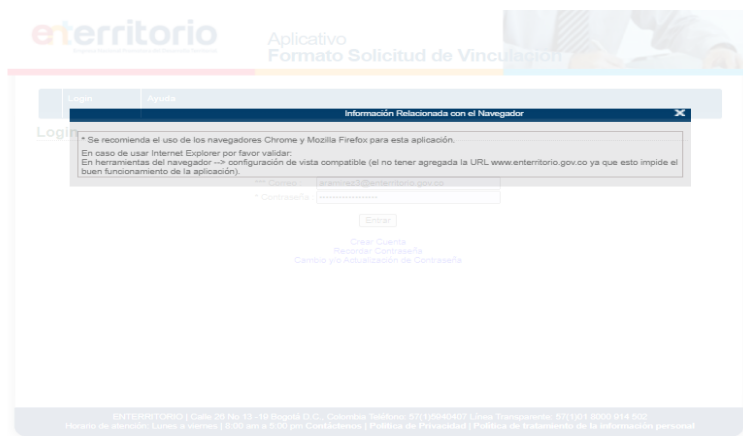 enterritorio
Aplicativo
Formato Solicitud de Vinculación
Login Ayuda
Información Relacionada con el Navegador
Login
* Se recomienda el uso de los navegadores Chrome y Mozilla Firefox para esta aplicación.
En caso de usar Internet Explorer por favor validar:
En herramientas del navegador --> configuración de vista compatible (el no tener agregada la URL www.enterritorio.gov.co ya que esto impide el
buen funcionamiento de la aplicación).
* Contraseña
Entrar
Crear Cuenta
Recordar Contraseña
Cambio y/o Actualización de Contraseña
ENTERRITORIO | Calle 26 No 13 -19 Bogotá D.C., Colombia Teléfono: 57(1)5940407 Línea Transparente: 57(1)01 8000 914 502
Horario de atención: Lunes a viernes | 8:00 am a 5:00 pm Contáctenos | Política de Privacidad | Política de tratamiento de la información personal